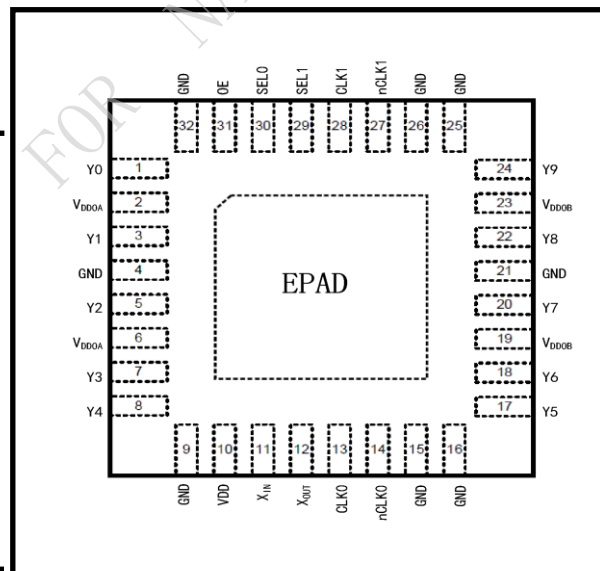 FOR NA
GND OE SEL0 SEL1 CLK1 nCLK1 GND GND
32 31 30 29 28 27 26 25
Y0 1 24 Y9
VDDOA 2 23 VDDOB
Y1 3 22 Y8
GND 4 21 GND
EPAD
Y2 5 20 Y7
VDDOA 6 19 VDDOB
Y3 7 18 Y6
Y4 8 17 Y5
9 10 11 12 13 14 15 16
GND VDD XIN XOUT CLK0 nCLK0 GND GND